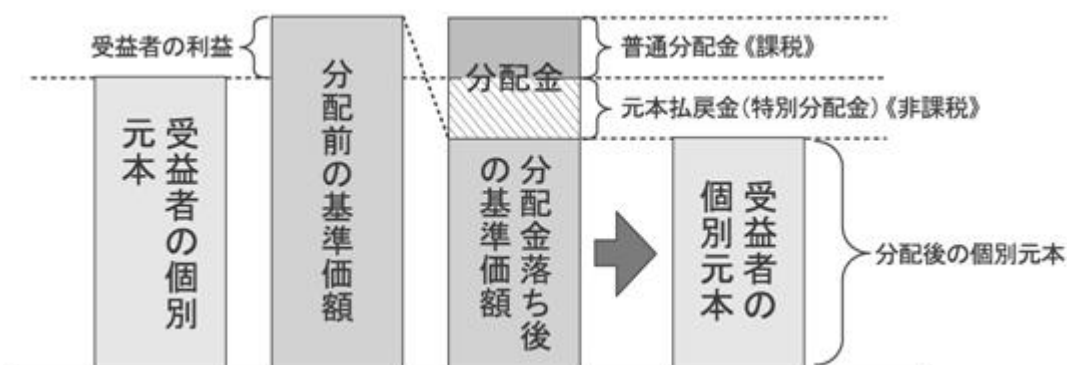 受益者の利益
受益者の個別
元本
分配前の基準価額
分配金
分配金落ち後
の基準価額
普通分配金《課税》
元本払戻金(特別分配金)《非課税》
受益者の
個別元本
分配後の個別元本